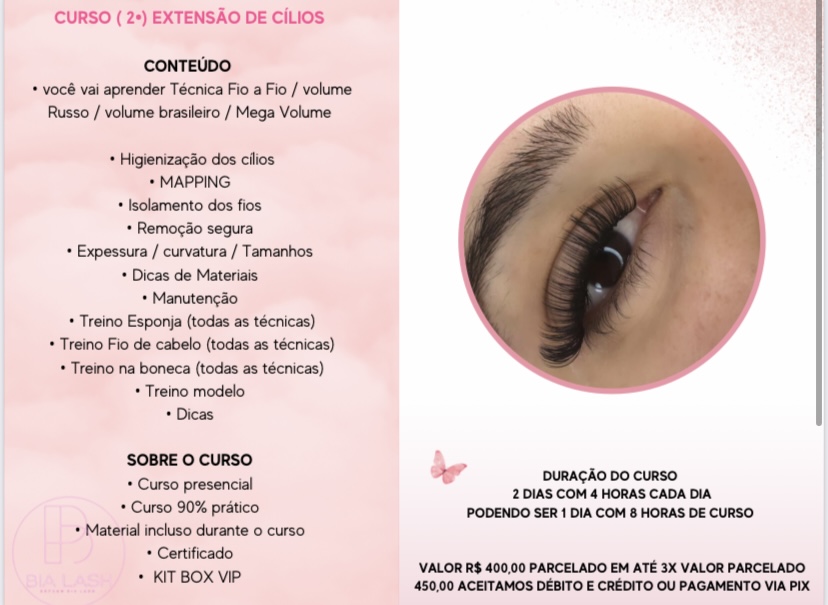 CURSO ( 2•) EXTENSÃO DE CÍLIOS
CONTEÚDO
• você vai aprender Técnica Fio a Fio / volume
Russo / volume brasileiro / Mega Volume
• Higienização dos cílios
• MAPPING
• Isolamento dos fios
• Remoção segura
• Expessura / curvatura / Tamanhos
• Dicas de Materiais
• Manutenção
• Treino Esponja (todas as técnicas)
• Treino Fio de cabelo (todas as técnicas)
• Treino na boneca (todas as técnicas)
• Treino modelo
• Dicas
SOBRE O CURSO
• Curso presencial
• Curso 90% prático
• Material incluso durante o curso
• Certificado
• KIT BOX VIP
BIA LASH
DURAÇÃO DO CURSO
2 DIAS COM 4 HORAS CADA DIA
PODENDO SER 1 DIA COM 8 HORAS DE CURSO
VALOR R$ 400,00 PARCELADO EM ATÉ 3X VALOR PARCELADO
450,00 ACEITAMOS DÉBITO E CRÉDITO OU PAGAMENTO VIA PIX